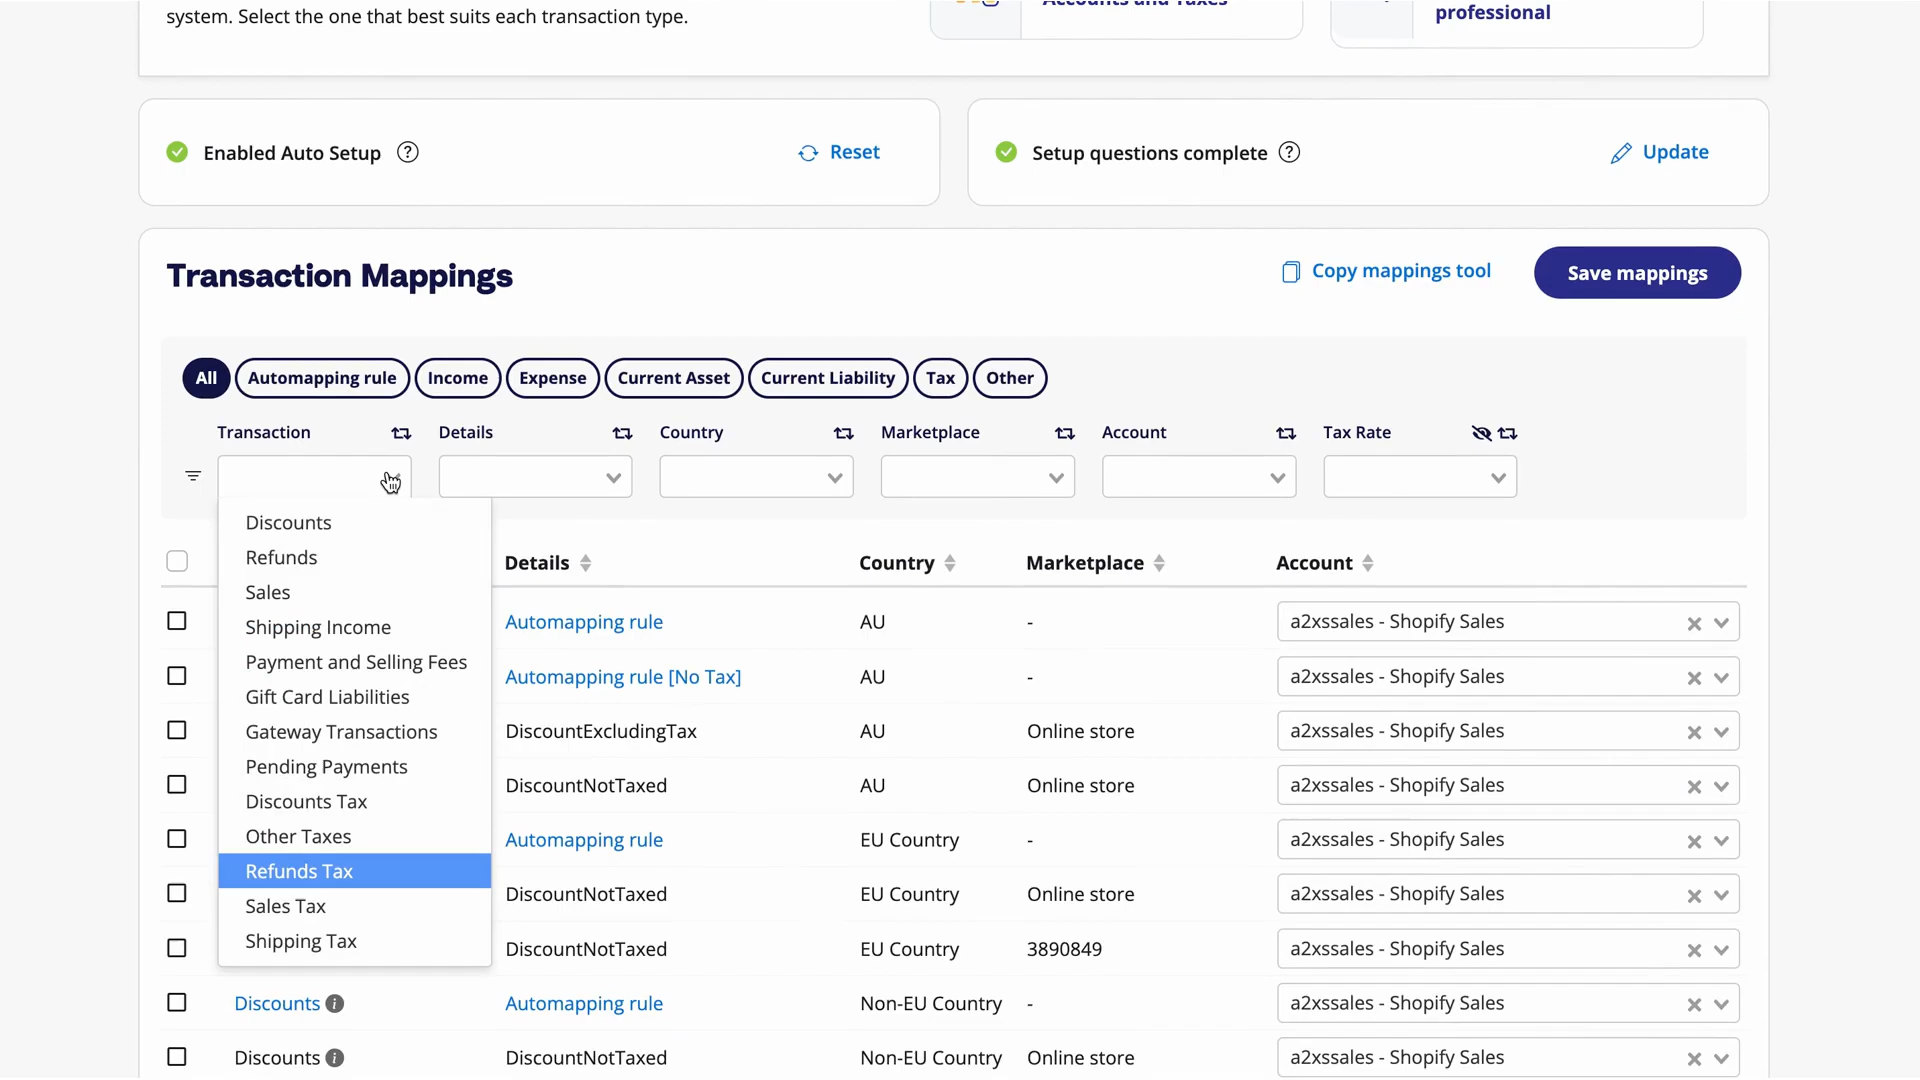 system. Select the one that best suits each transaction type.
Accounts and Taxes
professional
Enabled Auto Setup ?
Reset
Setup questions complete ?
Update
Transaction Mappings
Copy mappings tool
Save mappings
All
Automapping rule
Income
Expense
Current Asset
Current Liability
Tax
Other
Transaction
Details
Country
Marketplace
Account
Tax Rate
Discounts
Refunds
Sales
Shipping Income
Payment and Selling Fees
Gift Card Liabilities
Gateway Transactions
Pending Payments
Discounts Tax
Other Taxes
Refunds Tax
Sales Tax
Shipping Tax
Details Country Marketplace Account
Automapping rule AU - a2xssales - Shopify Sales
Automapping rule [No Tax] AU - a2xssales - Shopify Sales
DiscountExcludingTax AU Online store a2xssales - Shopify Sales
DiscountNotTaxed AU Online store a2xssales - Shopify Sales
Automapping rule EU Country - a2xssales - Shopify Sales
DiscountNotTaxed EU Country Online store a2xssales - Shopify Sales
DiscountNotTaxed EU Country 3890849 a2xssales - Shopify Sales
Discounts i Automapping rule Non-EU Country - a2xssales - Shopify Sales
Discounts i DiscountNotTaxed Non-EU Country Online store a2xssales - Shopify Sales